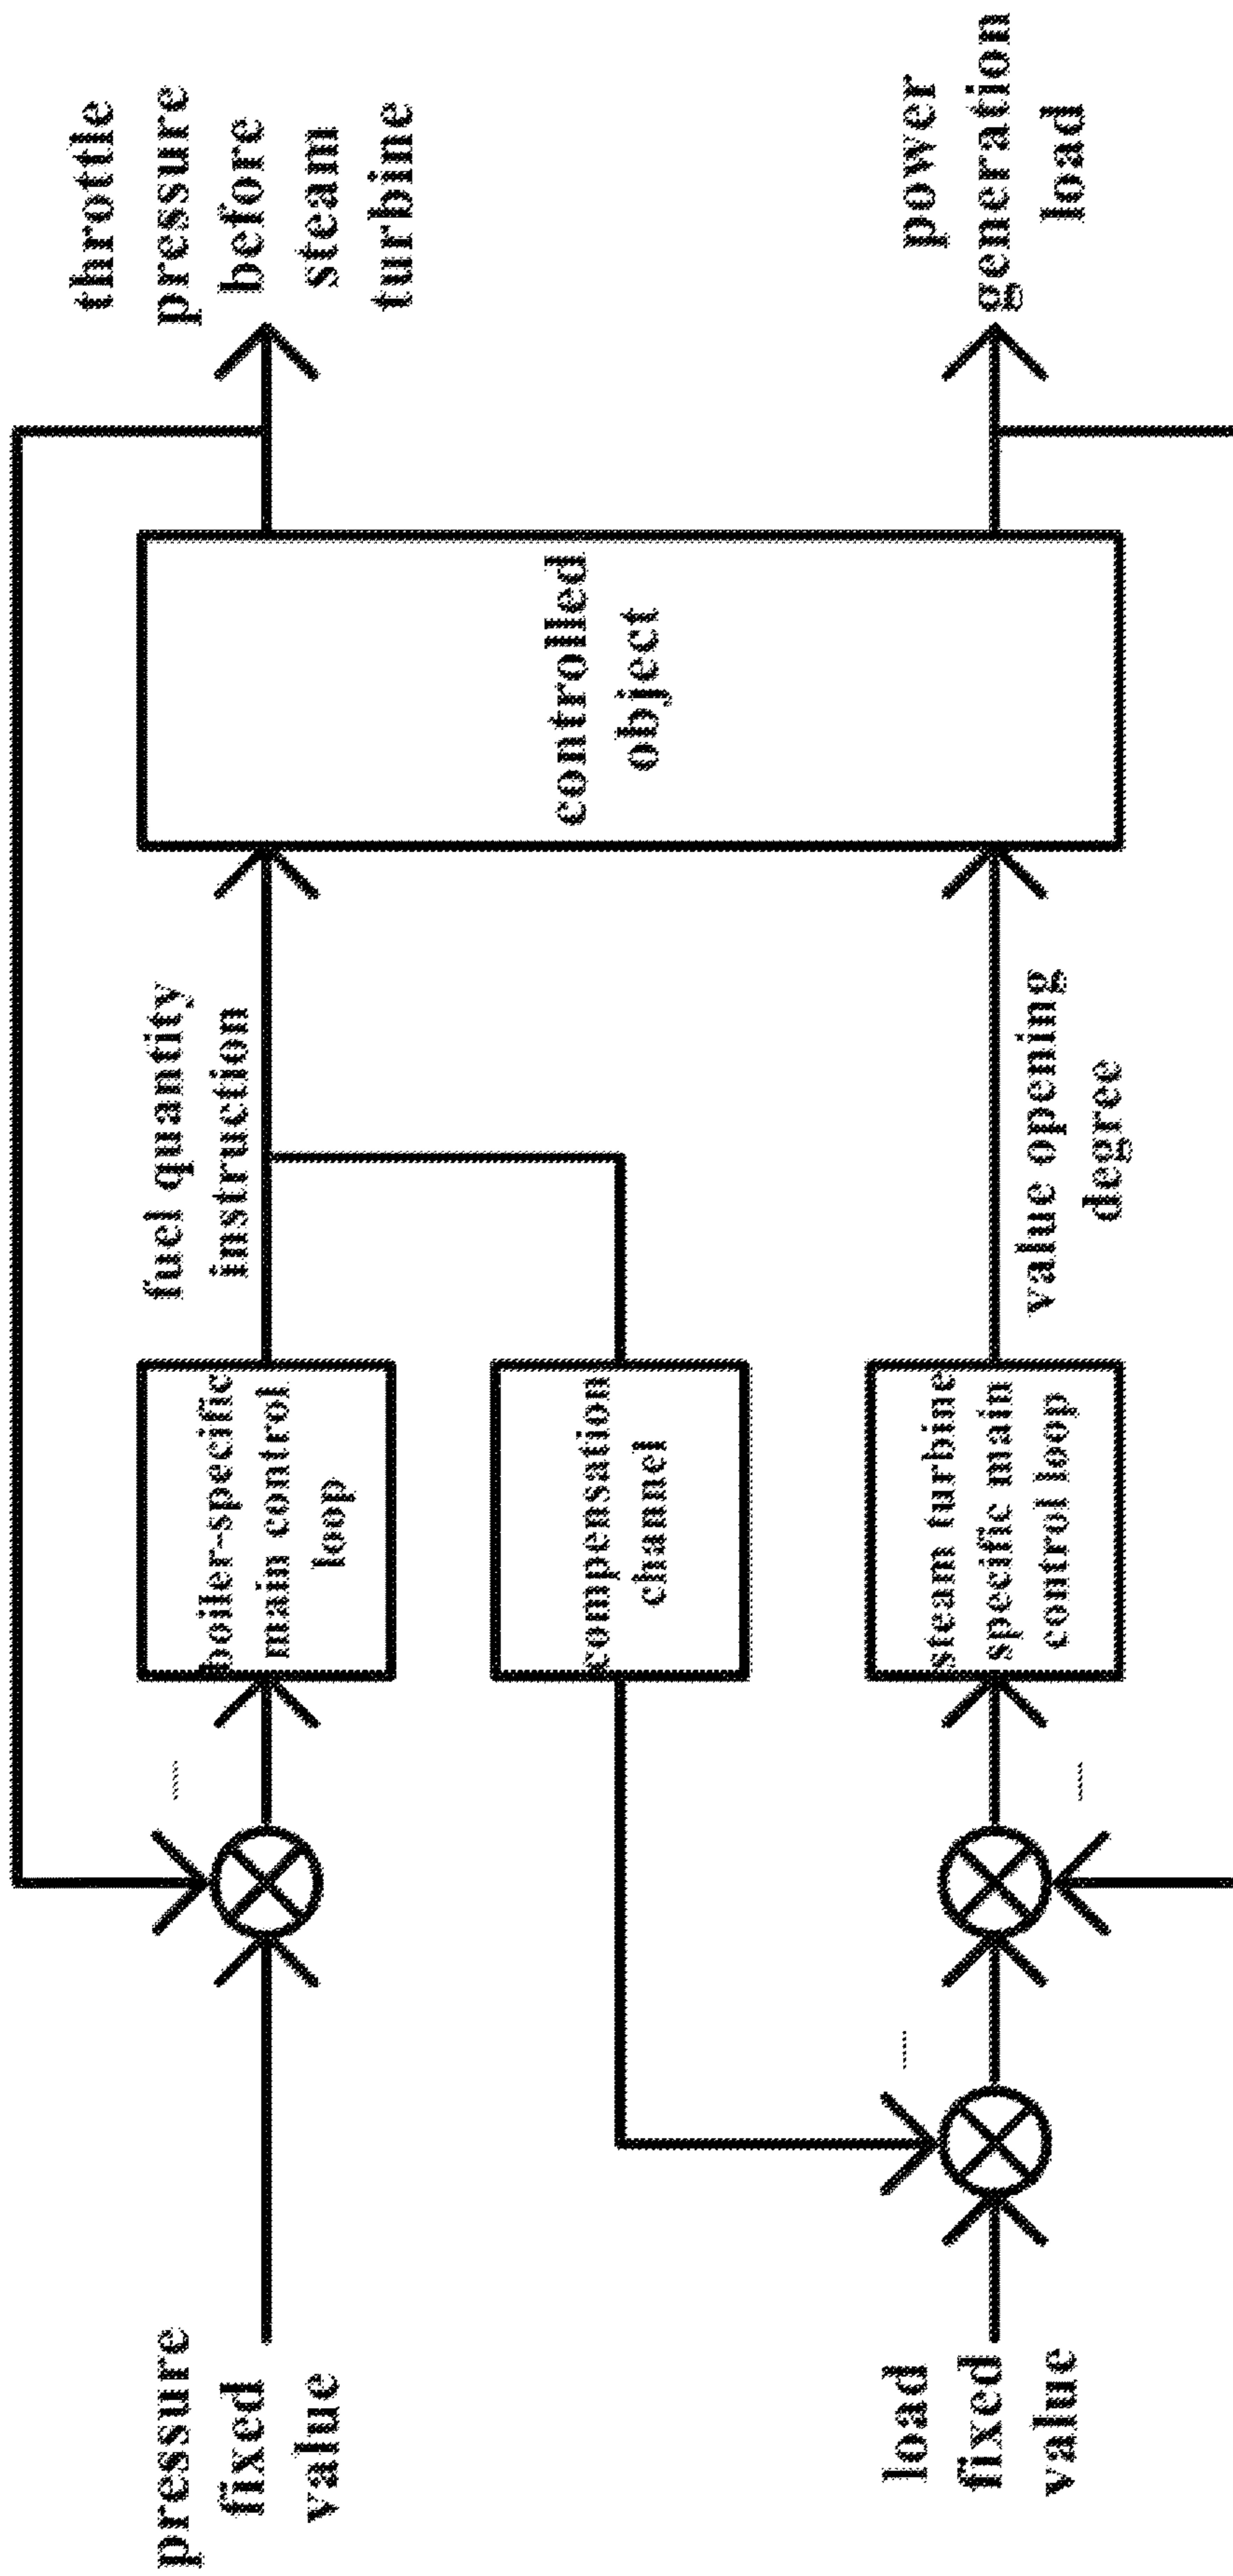 throttle
pressure
before
steam
turbine
power
generation
load
controlled
object
fuel quantity
instruction
value opening
degree
boiler-specific
main control
loop
compensation
channel
steam turbine
specific main
control loop
pressure
fixed
value
load
fixed
value